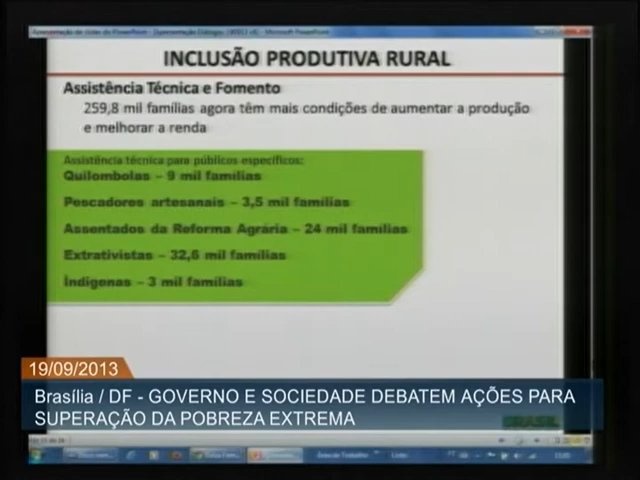 INCLUSÃO PRODUTIVA RURAL
Assistência Técnica e Fomento
259,8 mil famílias agora têm mais condições de aumentar a produção
e melhorar a renda
Assistência técnica para públicos específicos:
Quilombolas – 9 mil famílias
Pescadores artesanais – 3,5 mil famílias
Assentados da Reforma Agrária – 24 mil famílias
Extrativistas – 32,6 mil famílias
Índigenas – 3 mil famílias
19/09/2013
Brasília / DF - GOVERNO E SOCIEDADE DEBATEM AÇÕES PARA
SUPERAÇÃO DA POBREZA EXTREMA
BRASIL